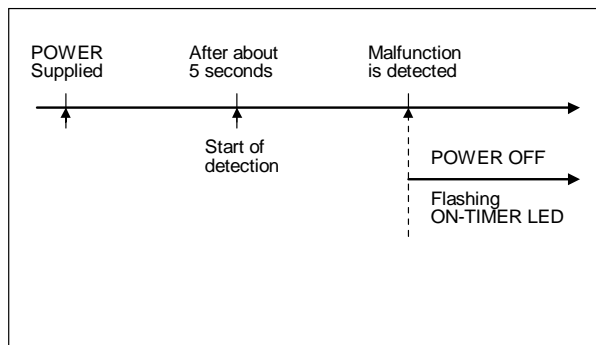 POWER
Supplied
After about
5 seconds
Malfunction
is detected
Start of
detection
POWER OFF
Flashing
ON-TIMER LED